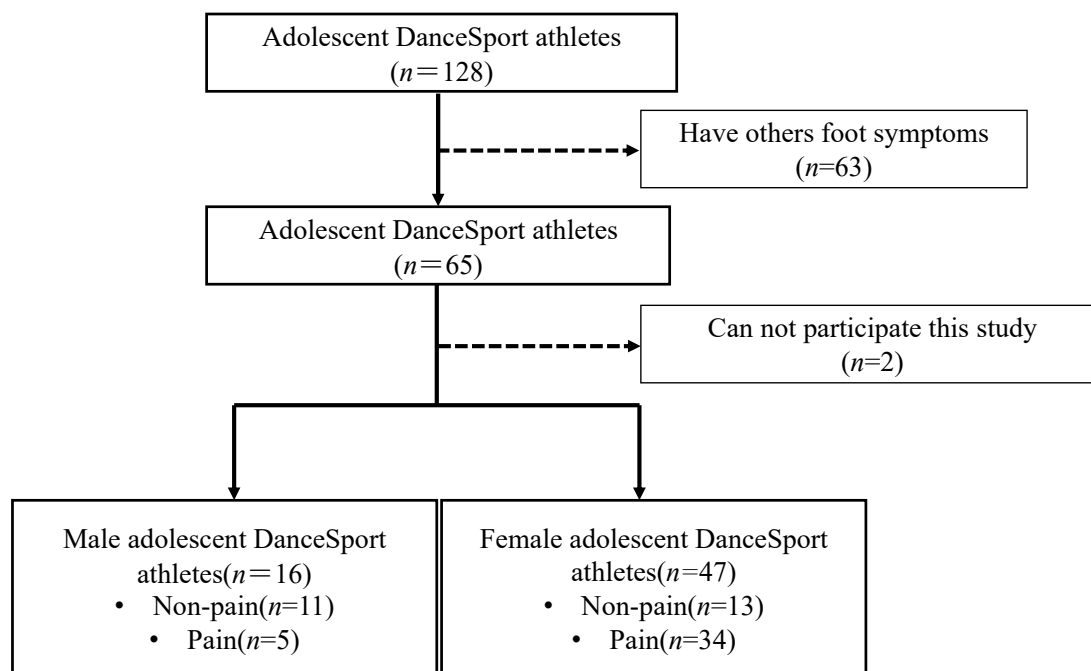 Adolescent DanceSport athletes
(n＝128)
Have others foot symptoms
(n=63)
Adolescent DanceSport athletes
(n＝65)
Can not participate this study
(n=2)
Male adolescent DanceSport
athletes(n＝16)
• Non-pain(n=11)
• Pain(n=5)
Female adolescent DanceSport
athletes(n=47)
• Non-pain(n=13)
• Pain(n=34)